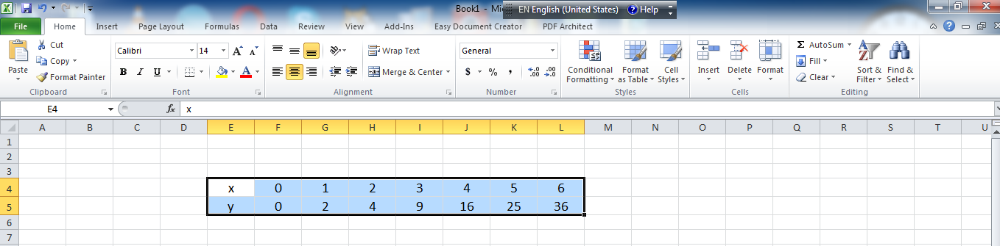 Book1 - Mic EN English (United States) Help
File Home Insert Page Layout Formulas Data Review View Add-Ins Easy Document Creator PDF Architect
Cut
Copy
Format Painter
Paste
Clipboard
Calibri 14 A A
B I U A
Font
Wrap Text
Merge & Center
Alignment
General
$ % , .00 .0
Number
Conditional Formatting
Format as Table
Cell Styles
Styles
Insert Delete Format
Cells
Σ AutoSum
Fill
Clear
Sort & Filter
Find & Select
Editing
E4 fx x
A B C D E F G H I J K L M N O P Q R S T U
1
2
3
4 x 0 1 2 3 4 5 6
5 y 0 2 4 9 16 25 36
6
7